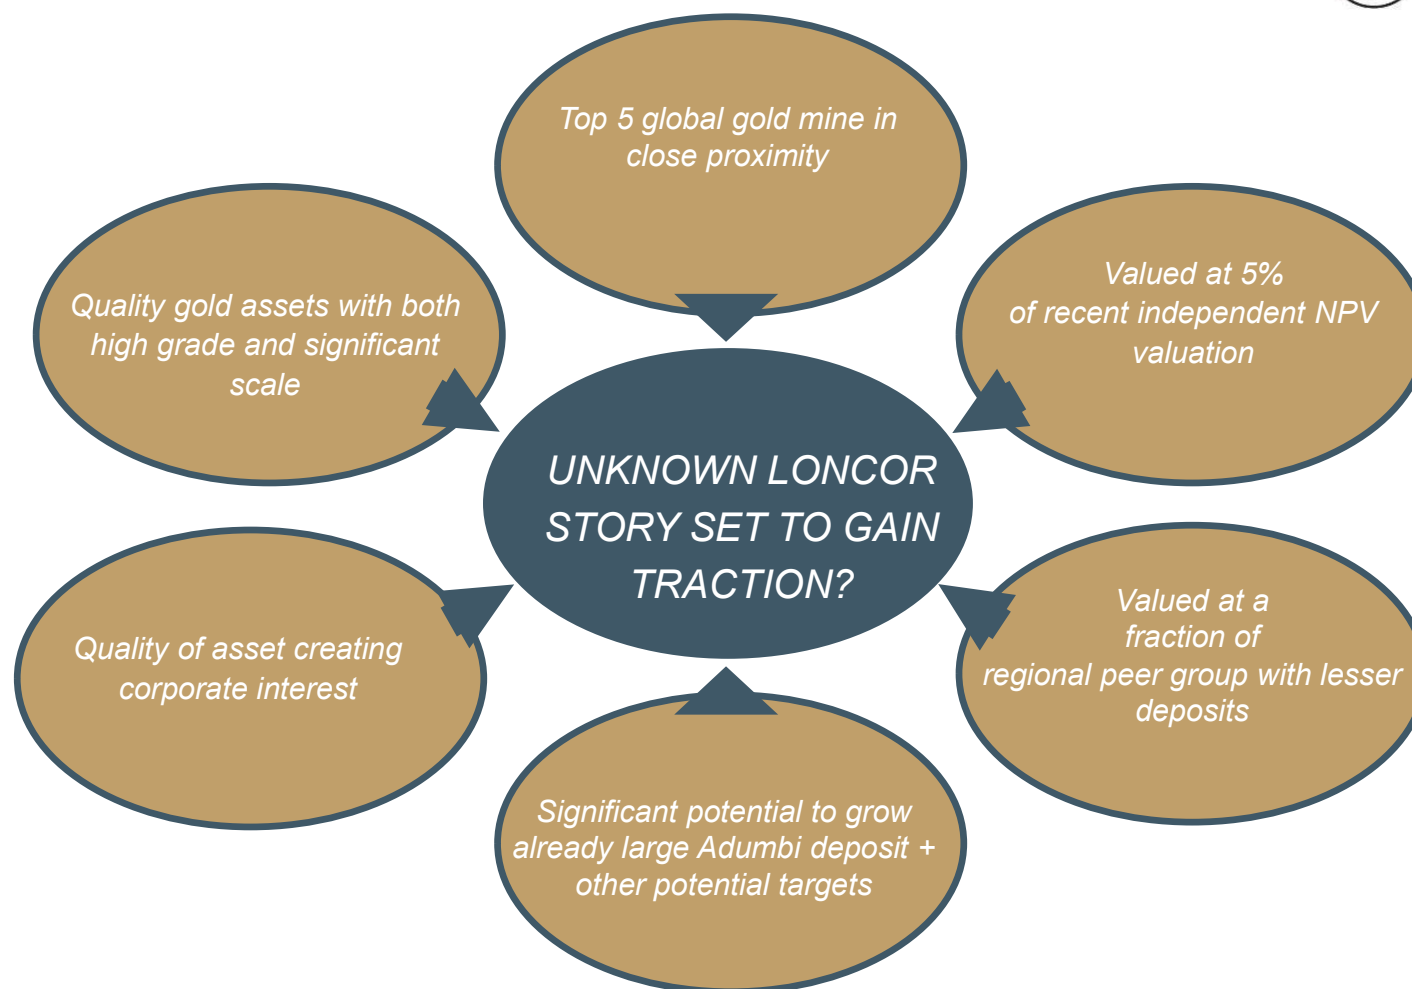 Top 5 global gold mine in
close proximity
Quality gold assets with both
high grade and significant
scale
Valued at 5%
of recent independent NPV
valuation
UNKNOWN LONCOR
STORY SET TO GAIN
TRACTION?
Quality of asset creating
corporate interest
Valued at a
fraction of
regional peer group with lesser
deposits
Significant potential to grow
already large Adumbi deposit +
other potential targets